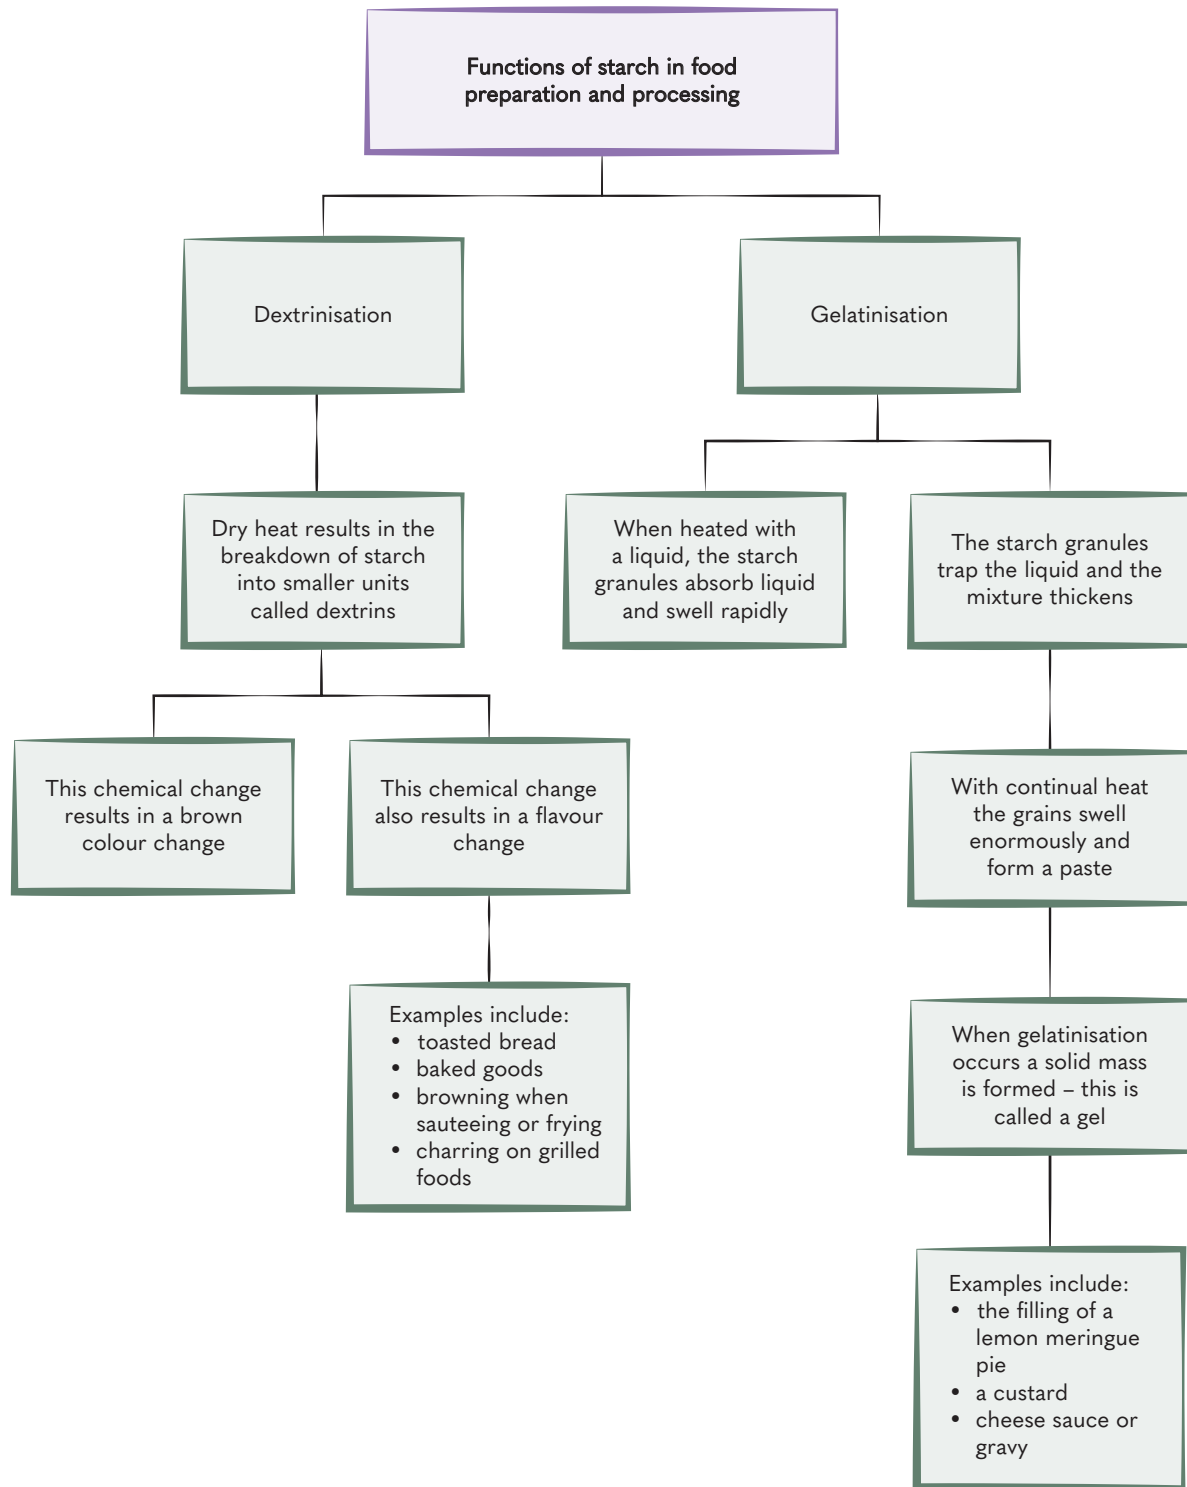 Functions of starch in food
preparation and processing
Dextrinisation
Gelatinisation
Dry heat results in the
breakdown of starch
into smaller units
called dextrins
When heated with
a liquid, the starch
granules absorb liquid
and swell rapidly
The starch granules
trap the liquid and the
mixture thickens
This chemical change
results in a brown
colour change
This chemical change
also results in a flavour
change
With continual heat
the grains swell
enormously and
form a paste
Examples include:
• toasted bread
• baked goods
• browning when
sauteeing or frying
• charring on grilled
foods
When gelatinisation
occurs a solid mass
is formed – this is
called a gel
Examples include:
• the filling of a
lemon meringue
pie
• a custard
• cheese sauce or
gravy